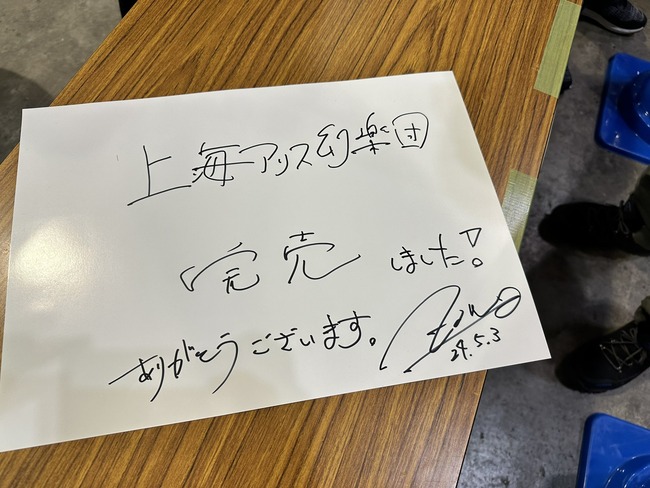 上海アリス幻楽団
完売しました!
ありがとうございます。
24.5.3